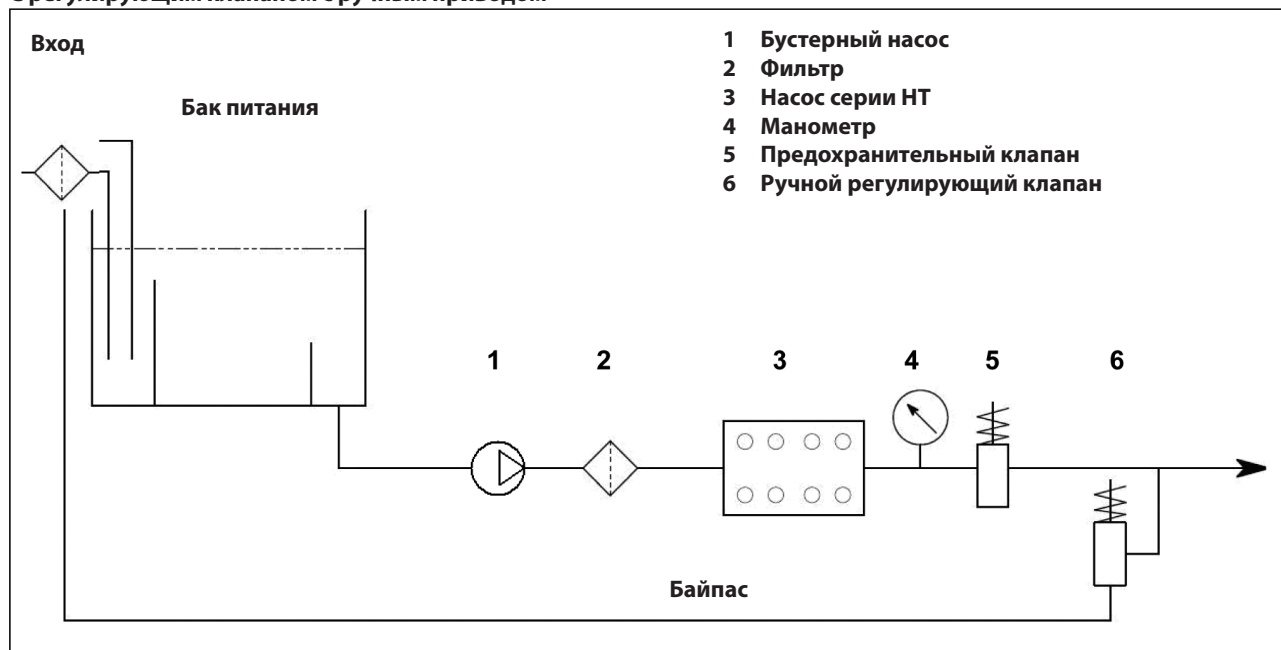 Вход
Бак питания
1 Бустерный насос
2 Фильтр
3 Насос серии НТ
4 Манометр
5 Предохранительный клапан
6 Ручной регулирующий клапан
1 2 3 4 5 6
Байпас